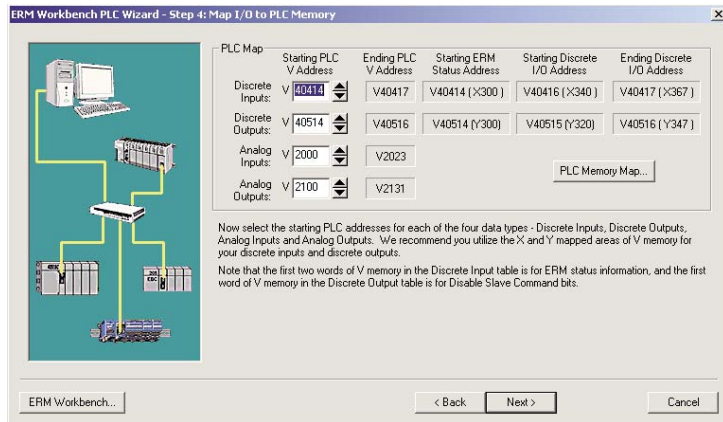 ERM Workbench PLC Wizard - Step 4: Map I/O to PLC Memory
PLC Map
Starting PLC V Address
Ending PLC V Address
Starting ERM Status Address
Starting Discrete I/O Address
Ending Discrete I/O Address
Discrete Inputs: V 40414 V40417 V40414 ( X300 ) V40416 ( X340 ) V40417 ( X367 )
Discrete Outputs: V 40514 V40516 V40514 (Y300) V40515 (Y320) V40516 ( Y347 )
Analog Inputs: V 2000 V2023
PLC Memory Map...
Analog Outputs: V 2100 V2131
Now select the starting PLC addresses for each of the four data types - Discrete Inputs, Discrete Outputs,
Analog Inputs and Analog Outputs. We recommend you utilize the X and Y mapped areas of V memory for
your discrete inputs and discrete outputs.
Note that the first two words of V memory in the Discrete Input table is for ERM status information, and the first
word of V memory in the Discrete Output table is for Disable Slave Command bits.
ERM Workbench...
< Back
Next >
Cancel